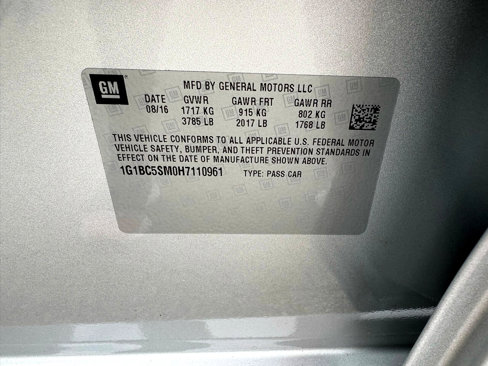 GM
MFD BY GENERAL MOTORS LLC
DATE GVWR GAWR FRT GAWR RR
08/16 1717 KG 915 KG 802 KG
3785 LB 2017 LB 1768 LB
THIS VEHICLE CONFORMS TO ALL APPLICABLE U.S. FEDERAL MOTOR
VEHICLE SAFETY, BUMPER, AND THEFT PREVENTION STANDARDS IN
EFFECT ON THE DATE OF MANUFACTURE SHOWN ABOVE.
1G1BC5SM0H7110961 TYPE: PASS CAR